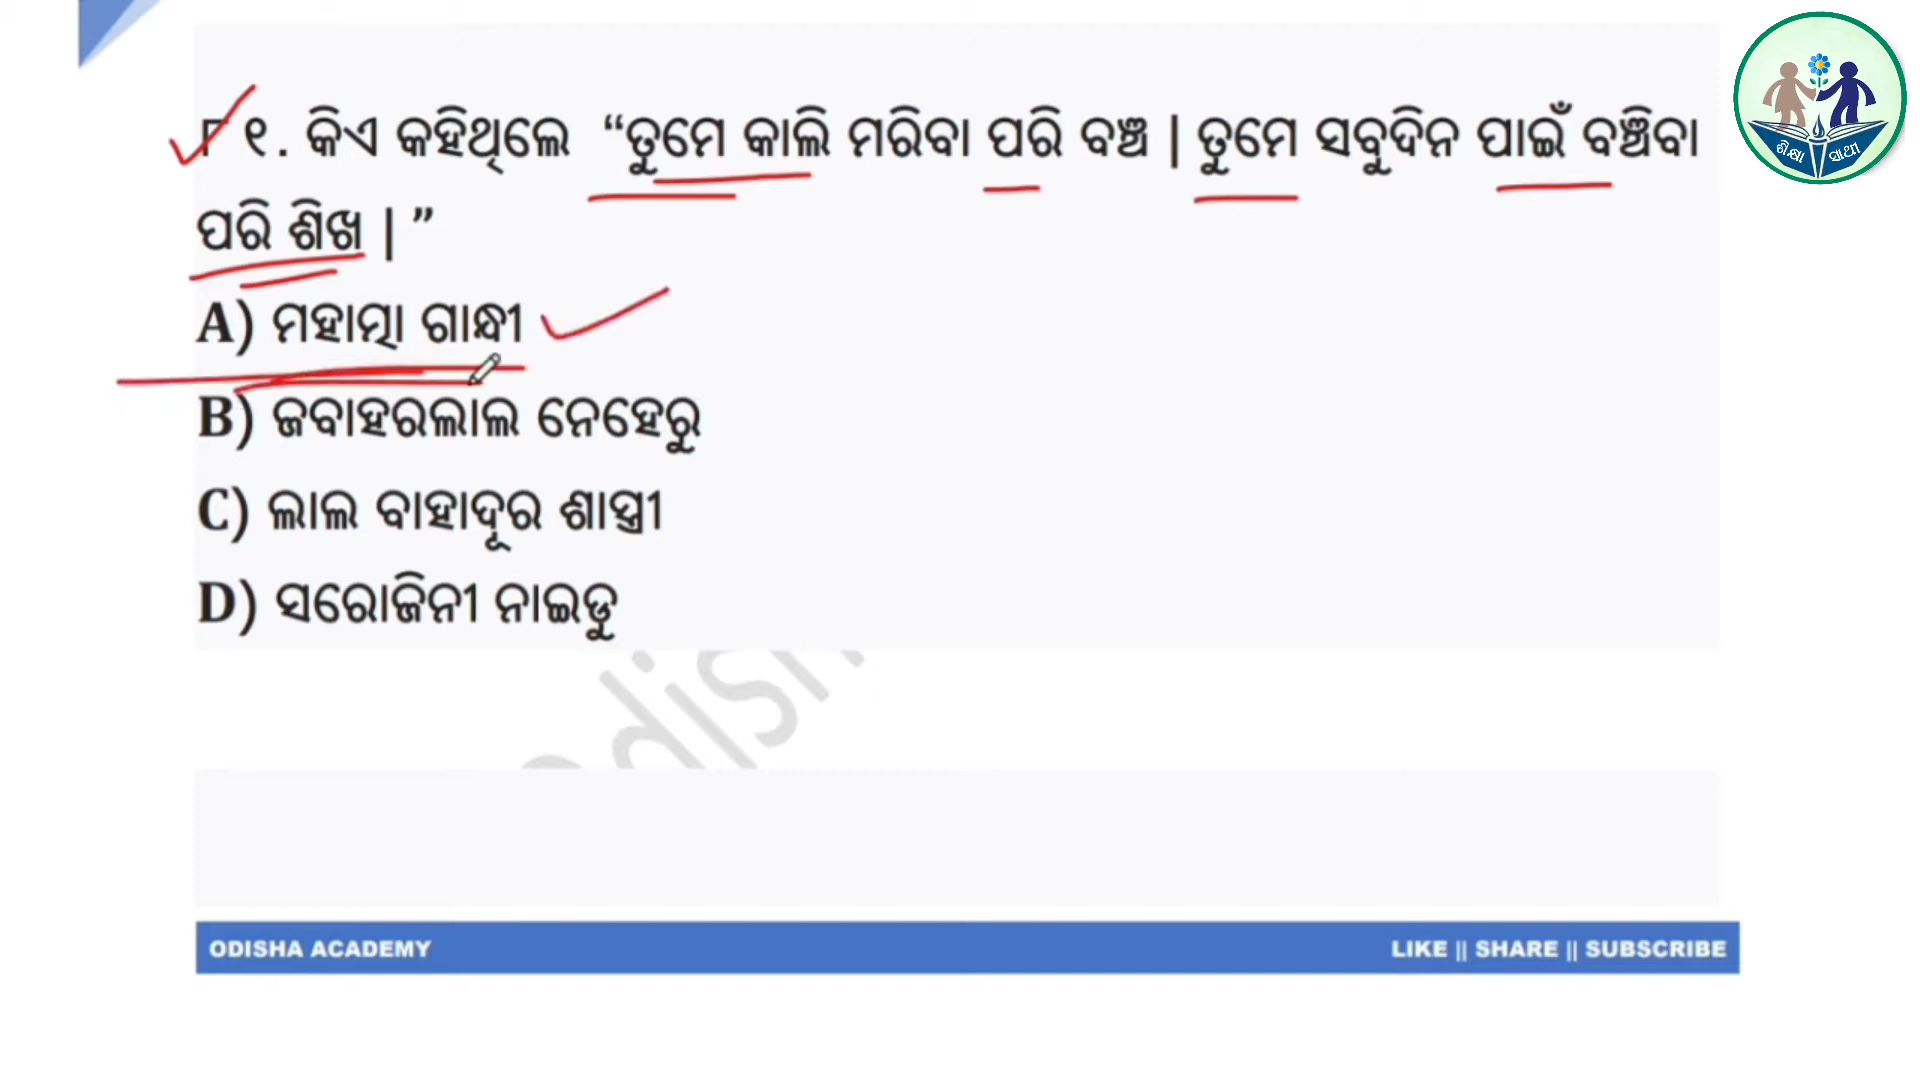 ୧. କିଏ କହିଥିଲେ “ତୁମେ କାଲି ମରିବା ପରି ବଞ୍ଚ | ତୁମେ ସବୁଦିନ ପାଇଁ ବଞ୍ଚିବା
ପରି ଶିଖ | ”
A) ମହାତ୍ମା ଗାନ୍ଧୀ
B) ଜବାହରଲାଲ ନେହେରୁ
C) ଲାଲ ବାହାଦୂର ଶାସ୍ତ୍ରୀ
D) ସରୋଜିନୀ ନାଇଡୁ
ODISHA ACADEMY
LIKE || SHARE || SUBSCRIBE
ଶିକ୍ଷା ସାଥୀ